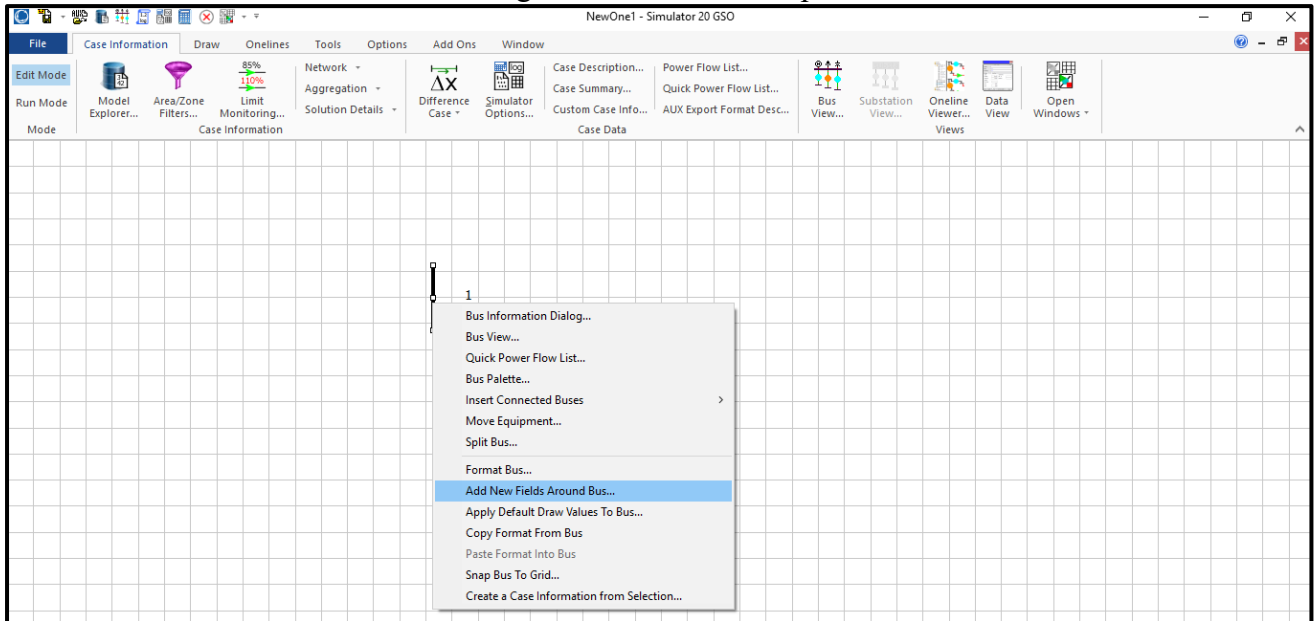 NewOne1 - Simulator 20 GSO
File Case Information Draw Onelines Tools Options Add Ons Window
Edit Mode
Run Mode
Mode
Model Explorer...
Area/Zone Filters...
85%
110%
Limit Monitoring...
Network
Aggregation
Solution Details
Case Information
ΔX
Difference Case
log
Simulator Options...
Case Description...
Case Summary...
Custom Case Info...
Power Flow List...
Quick Power Flow List...
AUX Export Format Desc...
Case Data
Bus View...
Substation View...
Oneline Viewer...
Data View
Open Windows
Views
1
Bus Information Dialog...
Bus View...
Quick Power Flow List...
Bus Palette...
Insert Connected Buses >
Move Equipment...
Split Bus...
Format Bus...
Add New Fields Around Bus...
Apply Default Draw Values To Bus...
Copy Format From Bus
Paste Format Into Bus
Snap Bus To Grid...
Create a Case Information from Selection...